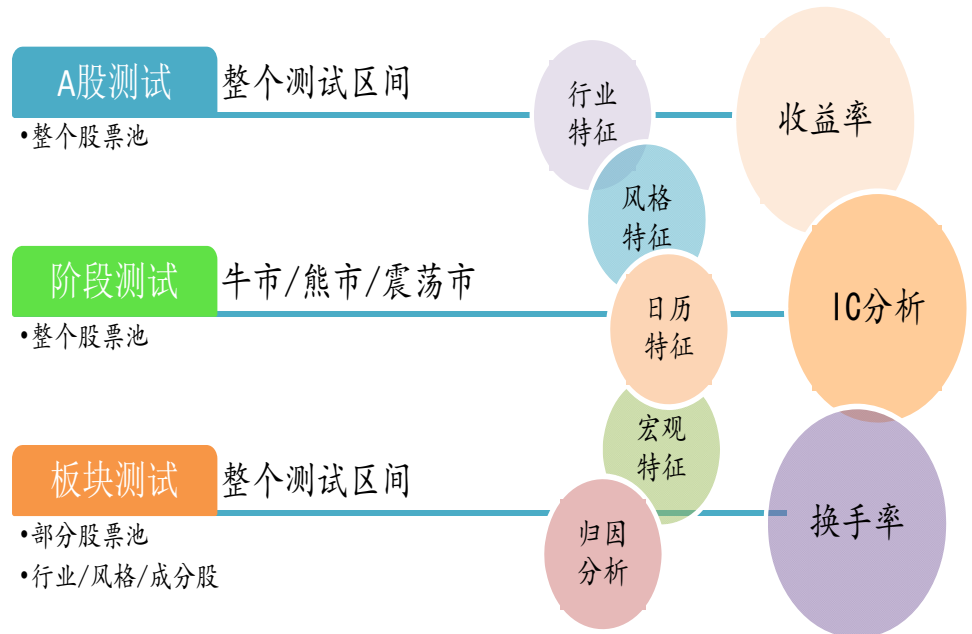 A股测试
整个测试区间
•整个股票池
阶段测试
牛市/熊市/震荡市
•整个股票池
板块测试
整个测试区间
•部分股票池
•行业/风格/成分股
行业
特征
风格
特征
日历
特征
宏观
特征
归因
分析
收益率
IC分析
换手率